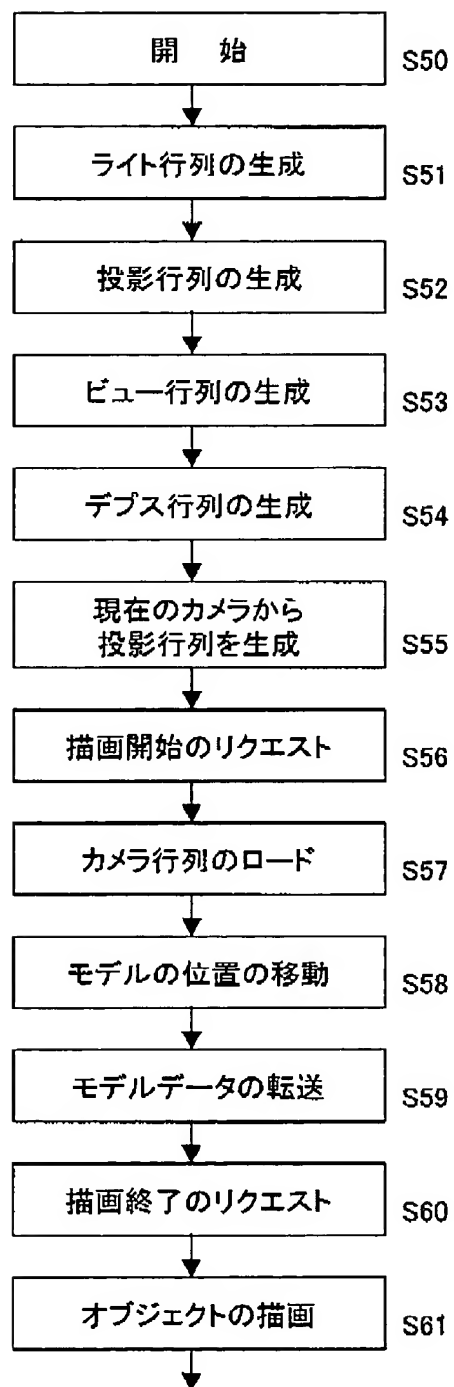 開 始
S50
ライト行列の生成
S51
投影行列の生成
S52
ビュー行列の生成
S53
デプス行列の生成
S54
現在のカメラから
投影行列を生成
S55
描画開始のリクエスト
S56
カメラ行列のロード
S57
モデルの位置の移動
S58
モデルデータの転送
S59
描画終了のリクエスト
S60
オブジェクトの描画
S61